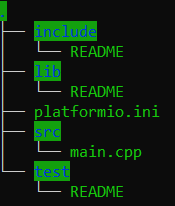 .
├── include
│   └── README
├── lib
│   └── README
├── platformio.ini
├── src
│   └── main.cpp
└── test
    └── README